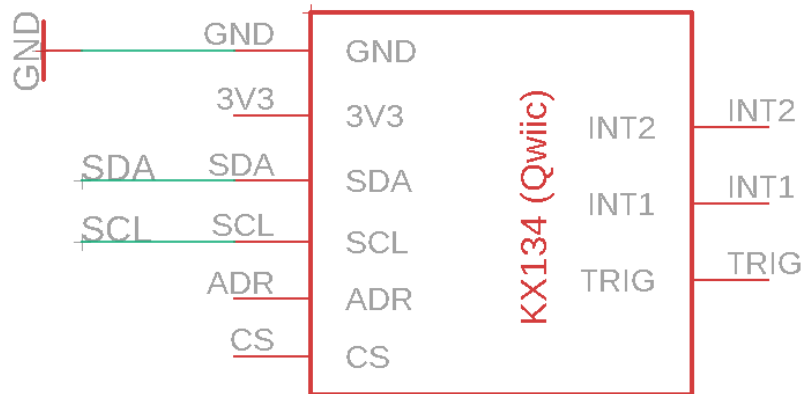 GND
GND
GND
3V3
3V3
SDA
SDA
SDA
SCL
SCL
SCL
ADR
ADR
CS
CS
KX134 (Qwiic)
INT2
INT2
INT1
INT1
TRIG
TRIG